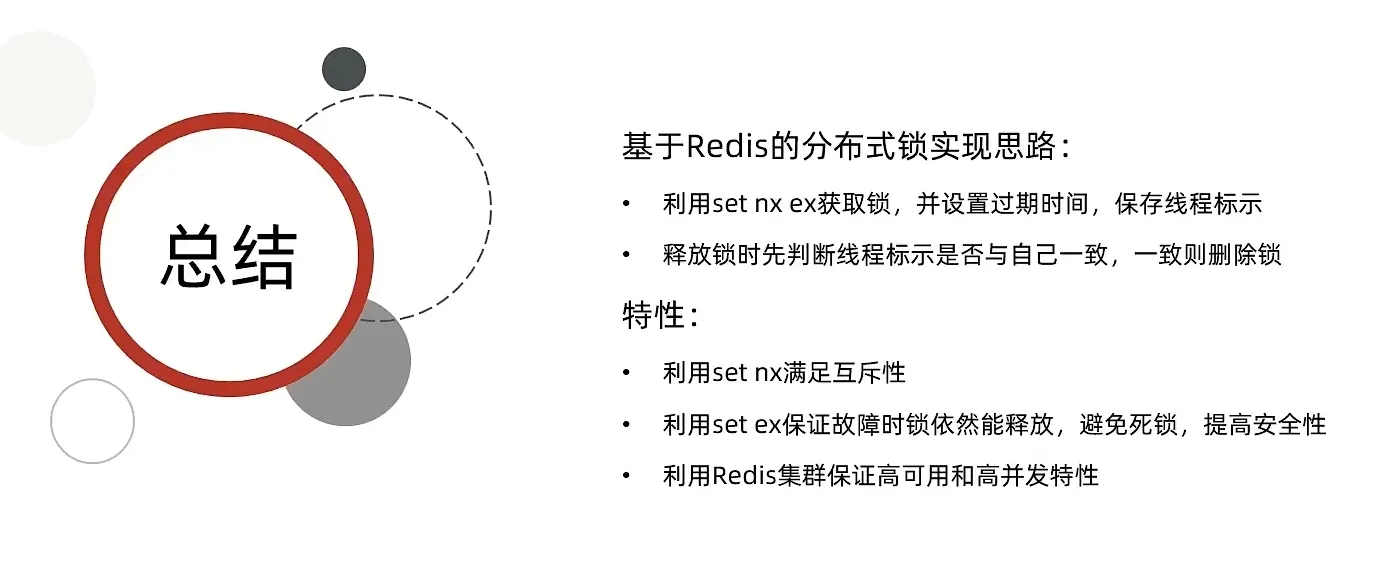 总结
基于Redis的分布式锁实现思路：
• 利用set nx ex获取锁，并设置过期时间，保存线程标示
• 释放锁时先判断线程标示是否与自己一致，一致则删除锁
特性：
• 利用set nx满足互斥性
• 利用set ex保证故障时锁依然能释放，避免死锁，提高安全性
• 利用Redis集群保证高可用和高并发特性